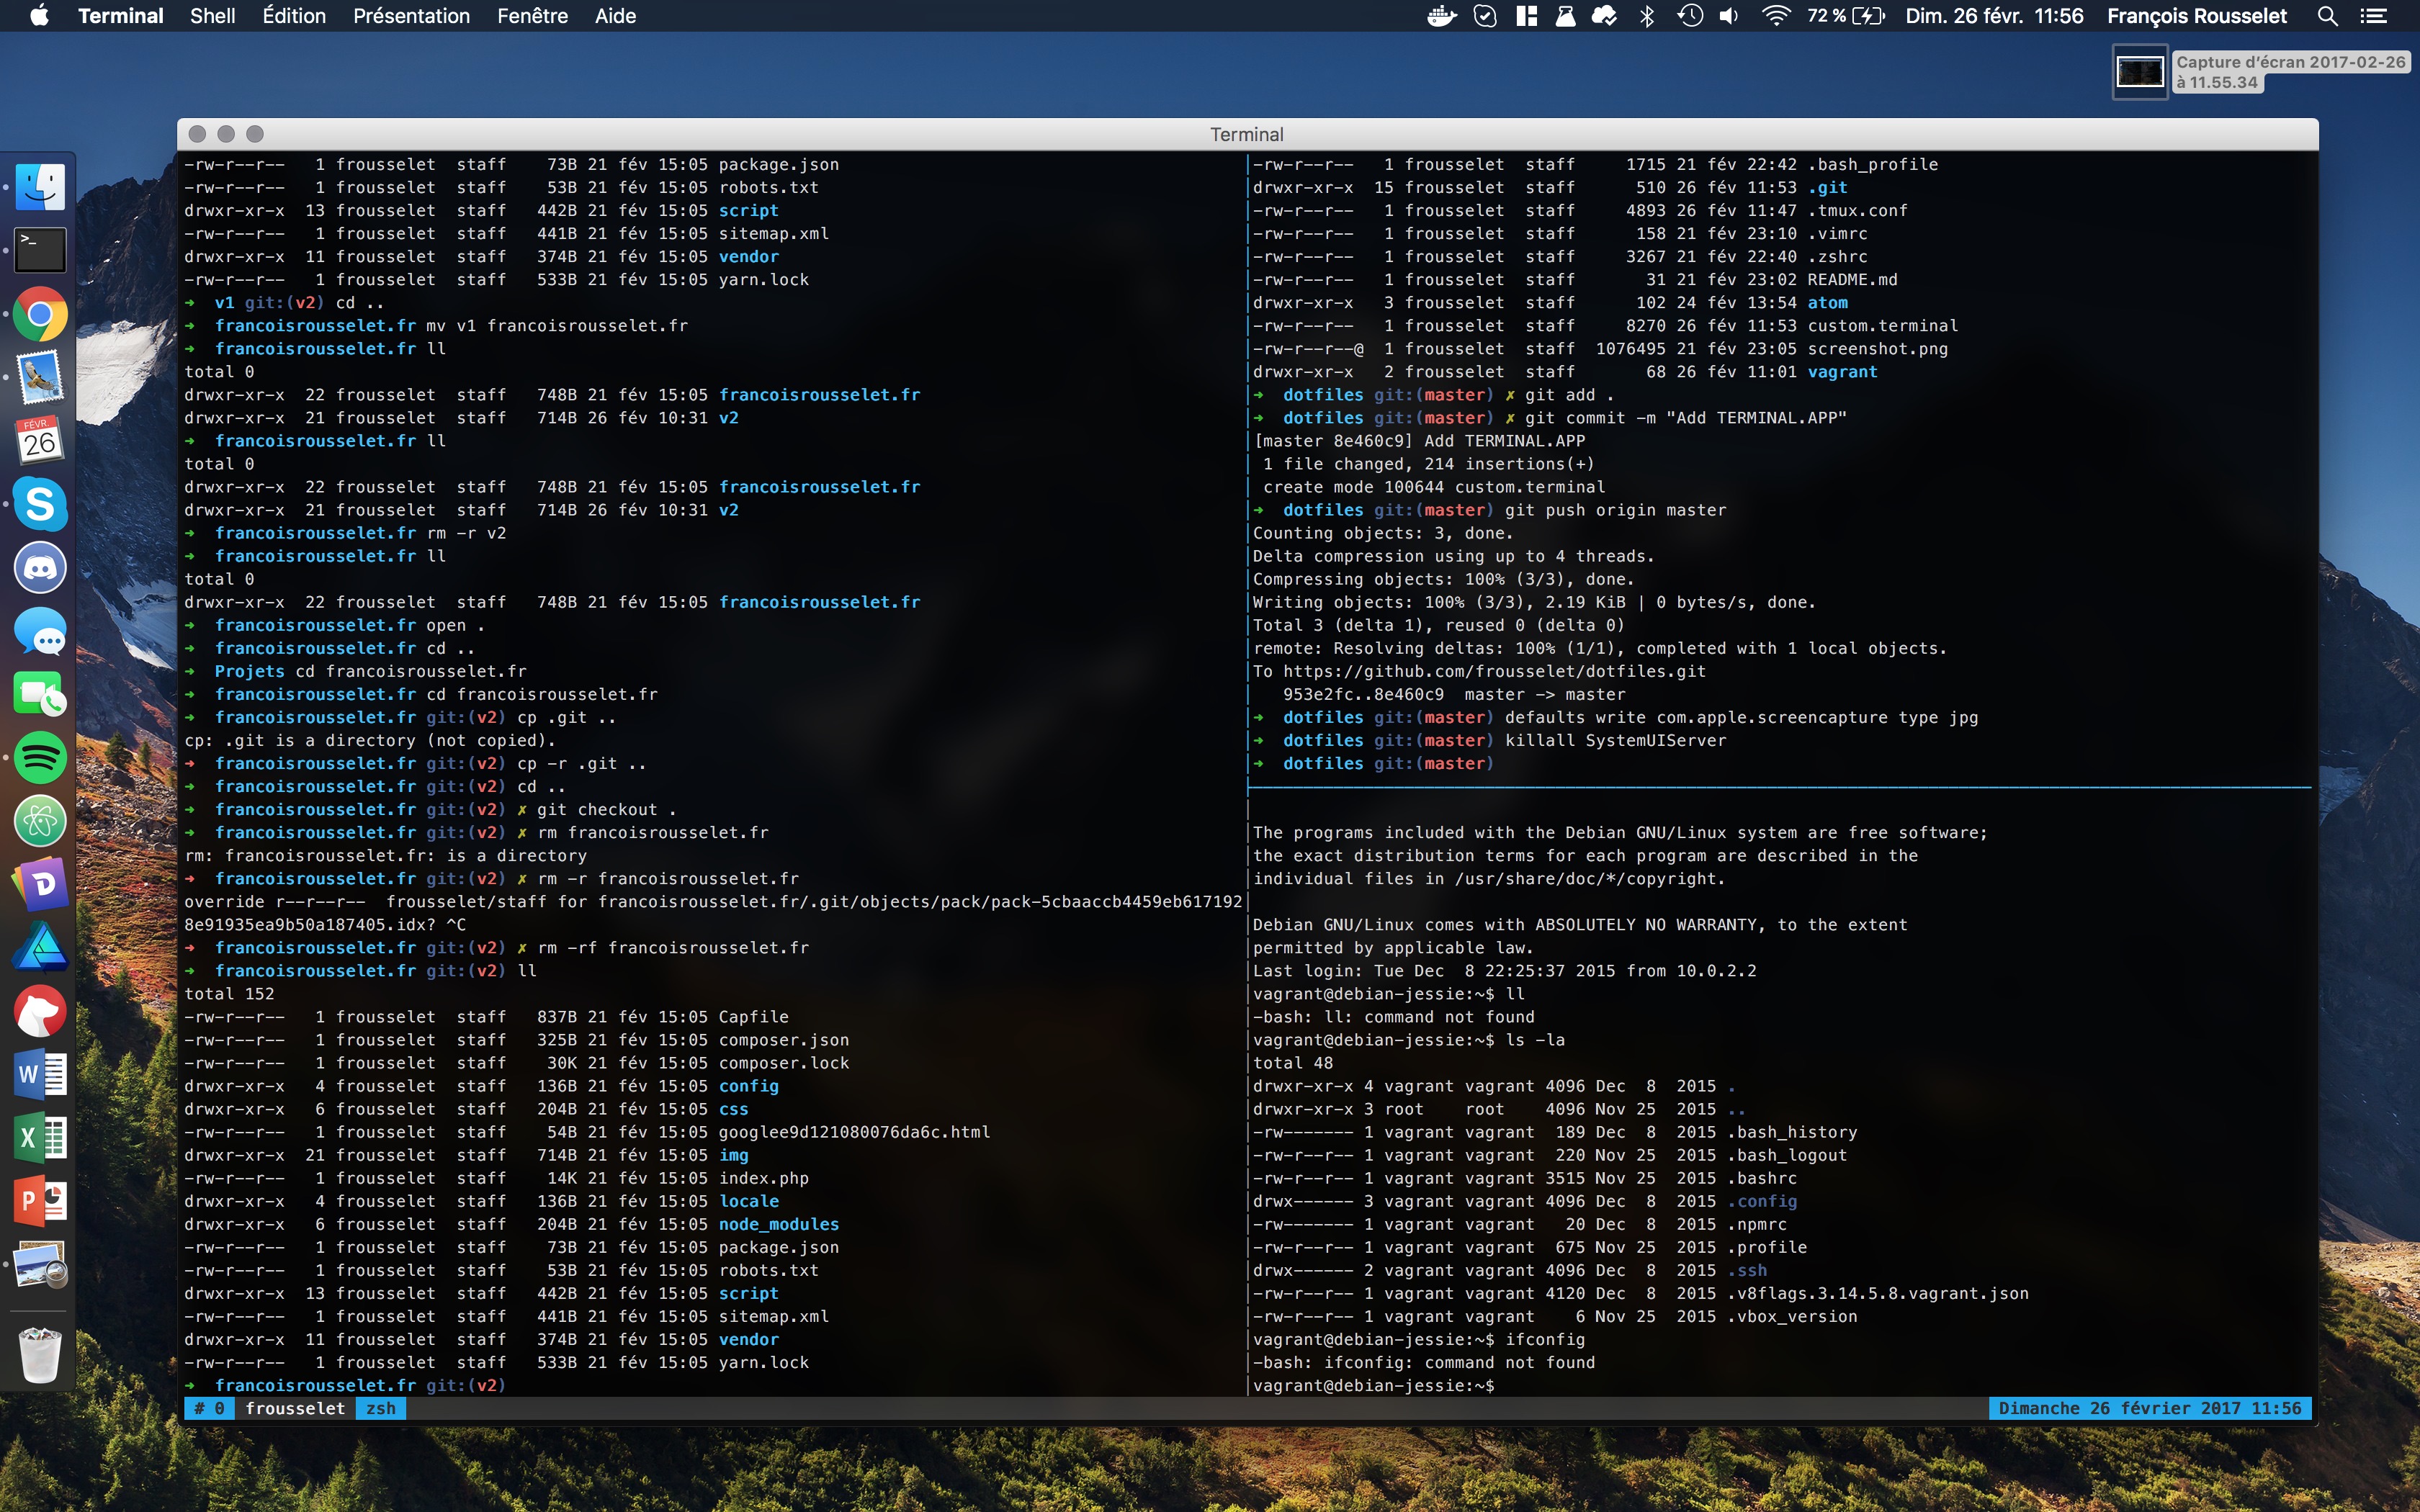 Terminal Shell Édition Présentation Fenêtre Aide 72 % Dim. 26 févr. 11:56 François Rousselet
Capture d’écran 2017-02-26
à 11.55.34
Terminal
-rw-r--r--   1 frousselet  staff    73B 21 fév 15:05 package.json
-rw-r--r--   1 frousselet  staff    53B 21 fév 15:05 robots.txt
drwxr-xr-x  13 frousselet  staff   442B 21 fév 15:05 script
-rw-r--r--   1 frousselet  staff   441B 21 fév 15:05 sitemap.xml
drwxr-xr-x  11 frousselet  staff   374B 21 fév 15:05 vendor
-rw-r--r--   1 frousselet  staff   533B 21 fév 15:05 yarn.lock
➜  v1 git:(v2) cd ..
➜  francoisrousselet.fr mv v1 francoisrousselet.fr
➜  francoisrousselet.fr ll
total 0
drwxr-xr-x  22 frousselet  staff   748B 21 fév 15:05 francoisrousselet.fr
drwxr-xr-x  21 frousselet  staff   714B 26 fév 10:31 v2
➜  francoisrousselet.fr ll
total 0
drwxr-xr-x  22 frousselet  staff   748B 21 fév 15:05 francoisrousselet.fr
drwxr-xr-x  21 frousselet  staff   714B 26 fév 10:31 v2
➜  francoisrousselet.fr rm -r v2
➜  francoisrousselet.fr ll
total 0
drwxr-xr-x  22 frousselet  staff   748B 21 fév 15:05 francoisrousselet.fr
➜  francoisrousselet.fr open .
➜  francoisrousselet.fr cd ..
➜  Projets cd francoisrousselet.fr
➜  francoisrousselet.fr cd francoisrousselet.fr
➜  francoisrousselet.fr git:(v2) cp .git ..
cp: .git is a directory (not copied).
➜  francoisrousselet.fr git:(v2) cp -r .git ..
➜  francoisrousselet.fr git:(v2) cd ..
➜  francoisrousselet.fr git:(v2) ✗ git checkout .
➜  francoisrousselet.fr git:(v2) ✗ rm francoisrousselet.fr
rm: francoisrousselet.fr: is a directory
➜  francoisrousselet.fr git:(v2) ✗ rm -r francoisrousselet.fr
override r--r--r--  frousselet/staff for francoisrousselet.fr/.git/objects/pack/pack-5cbaaccb4459eb617192
8e91935ea9b50a187405.idx? ^C
➜  francoisrousselet.fr git:(v2) ✗ rm -rf francoisrousselet.fr
➜  francoisrousselet.fr git:(v2) ll
total 152
-rw-r--r--   1 frousselet  staff   837B 21 fév 15:05 Capfile
-rw-r--r--   1 frousselet  staff   325B 21 fév 15:05 composer.json
-rw-r--r--   1 frousselet  staff    30K 21 fév 15:05 composer.lock
drwxr-xr-x   4 frousselet  staff   136B 21 fév 15:05 config
drwxr-xr-x   6 frousselet  staff   204B 21 fév 15:05 css
-rw-r--r--   1 frousselet  staff    54B 21 fév 15:05 googlee9d121080076da6c.html
drwxr-xr-x  21 frousselet  staff   714B 21 fév 15:05 img
-rw-r--r--   1 frousselet  staff    14K 21 fév 15:05 index.php
drwxr-xr-x   4 frousselet  staff   136B 21 fév 15:05 locale
drwxr-xr-x   6 frousselet  staff   204B 21 fév 15:05 node_modules
-rw-r--r--   1 frousselet  staff    73B 21 fév 15:05 package.json
-rw-r--r--   1 frousselet  staff    53B 21 fév 15:05 robots.txt
drwxr-xr-x  13 frousselet  staff   442B 21 fév 15:05 script
-rw-r--r--   1 frousselet  staff   441B 21 fév 15:05 sitemap.xml
drwxr-xr-x  11 frousselet  staff   374B 21 fév 15:05 vendor
-rw-r--r--   1 frousselet  staff   533B 21 fév 15:05 yarn.lock
➜  francoisrousselet.fr git:(v2)
-rw-r--r--   1 frousselet  staff     1715 21 fév 22:42 .bash_profile
drwxr-xr-x  15 frousselet  staff      510 26 fév 11:53 .git
-rw-r--r--   1 frousselet  staff     4893 26 fév 11:47 .tmux.conf
-rw-r--r--   1 frousselet  staff      158 21 fév 23:10 .vimrc
-rw-r--r--   1 frousselet  staff     3267 21 fév 22:40 .zshrc
-rw-r--r--   1 frousselet  staff       31 21 fév 23:02 README.md
drwxr-xr-x   3 frousselet  staff      102 24 fév 13:54 atom
-rw-r--r--   1 frousselet  staff     8270 26 fév 11:53 custom.terminal
-rw-r--r--@  1 frousselet  staff  1076495 21 fév 23:05 screenshot.png
drwxr-xr-x   2 frousselet  staff       68 26 fév 11:01 vagrant
➜  dotfiles git:(master) ✗ git add .
➜  dotfiles git:(master) ✗ git commit -m "Add TERMINAL.APP"
[master 8e460c9] Add TERMINAL.APP
 1 file changed, 214 insertions(+)
 create mode 100644 custom.terminal
➜  dotfiles git:(master) git push origin master
Counting objects: 3, done.
Delta compression using up to 4 threads.
Compressing objects: 100% (3/3), done.
Writing objects: 100% (3/3), 2.19 KiB | 0 bytes/s, done.
Total 3 (delta 1), reused 0 (delta 0)
remote: Resolving deltas: 100% (1/1), completed with 1 local objects.
To https://github.com/frousselet/dotfiles.git
   953e2fc..8e460c9  master -> master
➜  dotfiles git:(master) defaults write com.apple.screencapture type jpg
➜  dotfiles git:(master) killall SystemUIServer
➜  dotfiles git:(master)
The programs included with the Debian GNU/Linux system are free software;
the exact distribution terms for each program are described in the
individual files in /usr/share/doc/*/copyright.
Debian GNU/Linux comes with ABSOLUTELY NO WARRANTY, to the extent
permitted by applicable law.
Last login: Tue Dec  8 22:25:37 2015 from 10.0.2.2
vagrant@debian-jessie:~$ ll
-bash: ll: command not found
vagrant@debian-jessie:~$ ls -la
total 48
drwxr-xr-x 4 vagrant vagrant 4096 Dec  8  2015 .
drwxr-xr-x 3 root    root    4096 Nov 25  2015 ..
-rw------- 1 vagrant vagrant  189 Dec  8  2015 .bash_history
-rw-r--r-- 1 vagrant vagrant  220 Nov 25  2015 .bash_logout
-rw-r--r-- 1 vagrant vagrant 3515 Nov 25  2015 .bashrc
drwx------ 3 vagrant vagrant 4096 Dec  8  2015 .config
-rw------- 1 vagrant vagrant   20 Dec  8  2015 .npmrc
-rw-r--r-- 1 vagrant vagrant  675 Nov 25  2015 .profile
drwx------ 2 vagrant vagrant 4096 Dec  8  2015 .ssh
-rw-r--r-- 1 vagrant vagrant 4120 Dec  8  2015 .v8flags.3.14.5.8.vagrant.json
-rw-r--r-- 1 vagrant vagrant    6 Nov 25  2015 .vbox_version
vagrant@debian-jessie:~$ ifconfig
-bash: ifconfig: command not found
vagrant@debian-jessie:~$
# 0 frousselet zsh Dimanche 26 février 2017 11:56
>_
FÉVR.
26
S
D
W
X
P